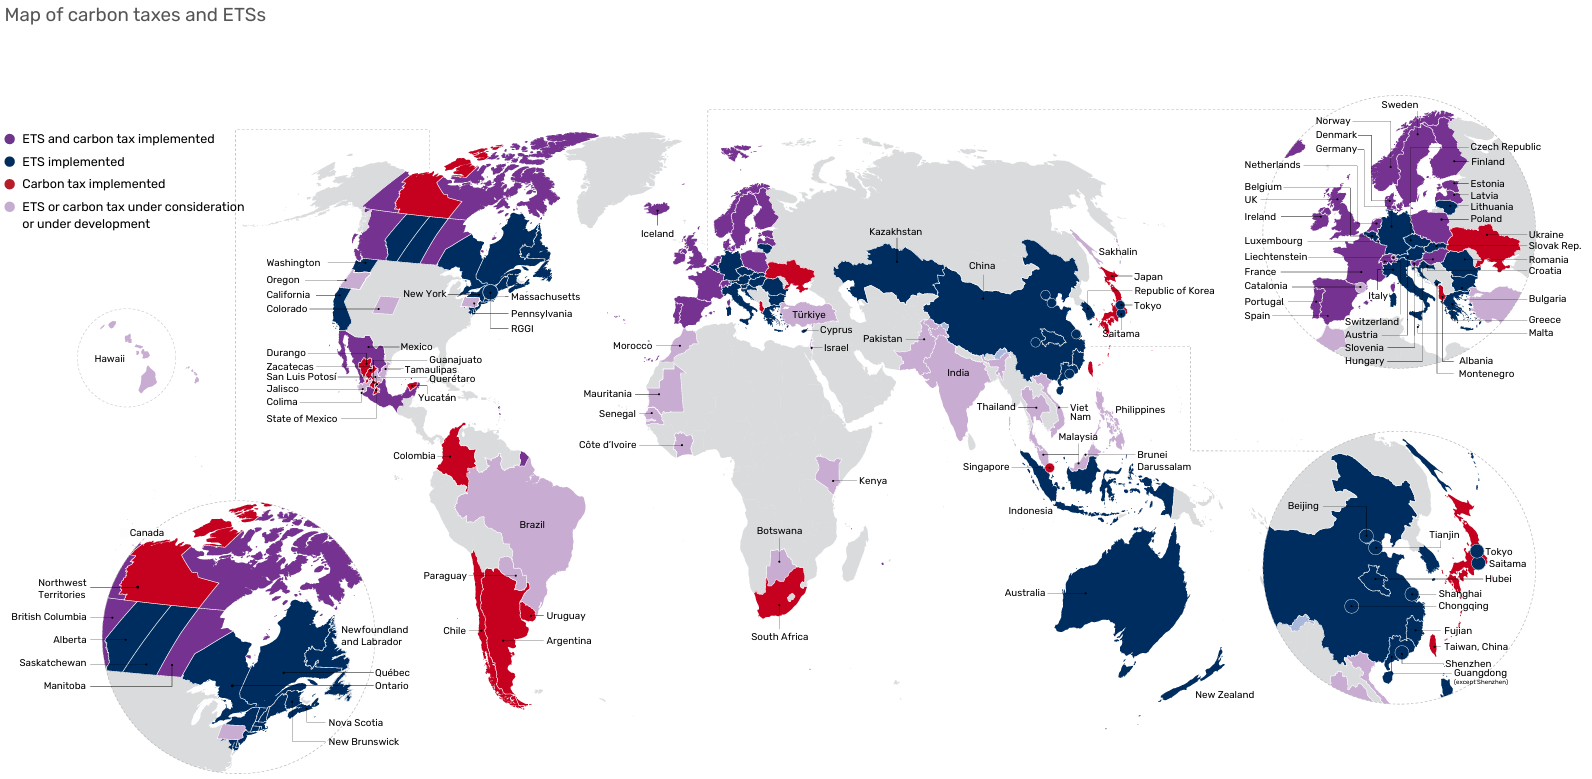 Map of carbon taxes and ETSs
ETS and carbon tax implemented
ETS implemented
Carbon tax implemented
ETS or carbon tax under consideration
or under development
Washington
Oregon
California
Colorado
New York
Massachusetts
Pennsylvania
RGGI
Hawaii
Durango
Zacatecas
San Luis Potosí
Jalisco
Colima
State of Mexico
Mexico
Guanajuato
Tamaulipas
Querétaro
Yucatán
Colombia
Brazil
Paraguay
Chile
Uruguay
Argentina
Iceland
Morocco
Mauritania
Senegal
Côte d'Ivoire
Türkiye
Cyprus
Israel
Kenya
Botswana
South Africa
Kazakhstan
China
Pakistan
India
Sakhalin
Japan
Republic of Korea
Tokyo
Saitama
Thailand
Viet
Nam
Philippines
Malaysia
Singapore
Brunei
Darussalam
Indonesia
Australia
New Zealand
Canada
Northwest
Territories
British Columbia
Alberta
Saskatchewan
Manitoba
Newfoundland
and Labrador
Québec
Ontario
Nova Scotia
New Brunswick
Sweden
Norway
Denmark
Germany
Netherlands
Belgium
UK
Ireland
Luxembourg
Liechtenstein
France
Catalonia
Portugal
Spain
Italy
Switzerland
Austria
Slovenia
Hungary
Czech Republic
Finland
Estonia
Latvia
Lithuania
Poland
Ukraine
Slovak Rep.
Romania
Croatia
Bulgaria
Greece
Malta
Albania
Montenegro
Beijing
Tianjin
Tokyo
Saitama
Hubei
Shanghai
Chongqing
Fujian
Taiwan, China
Shenzhen
Guangdong
(except Shenzhen)